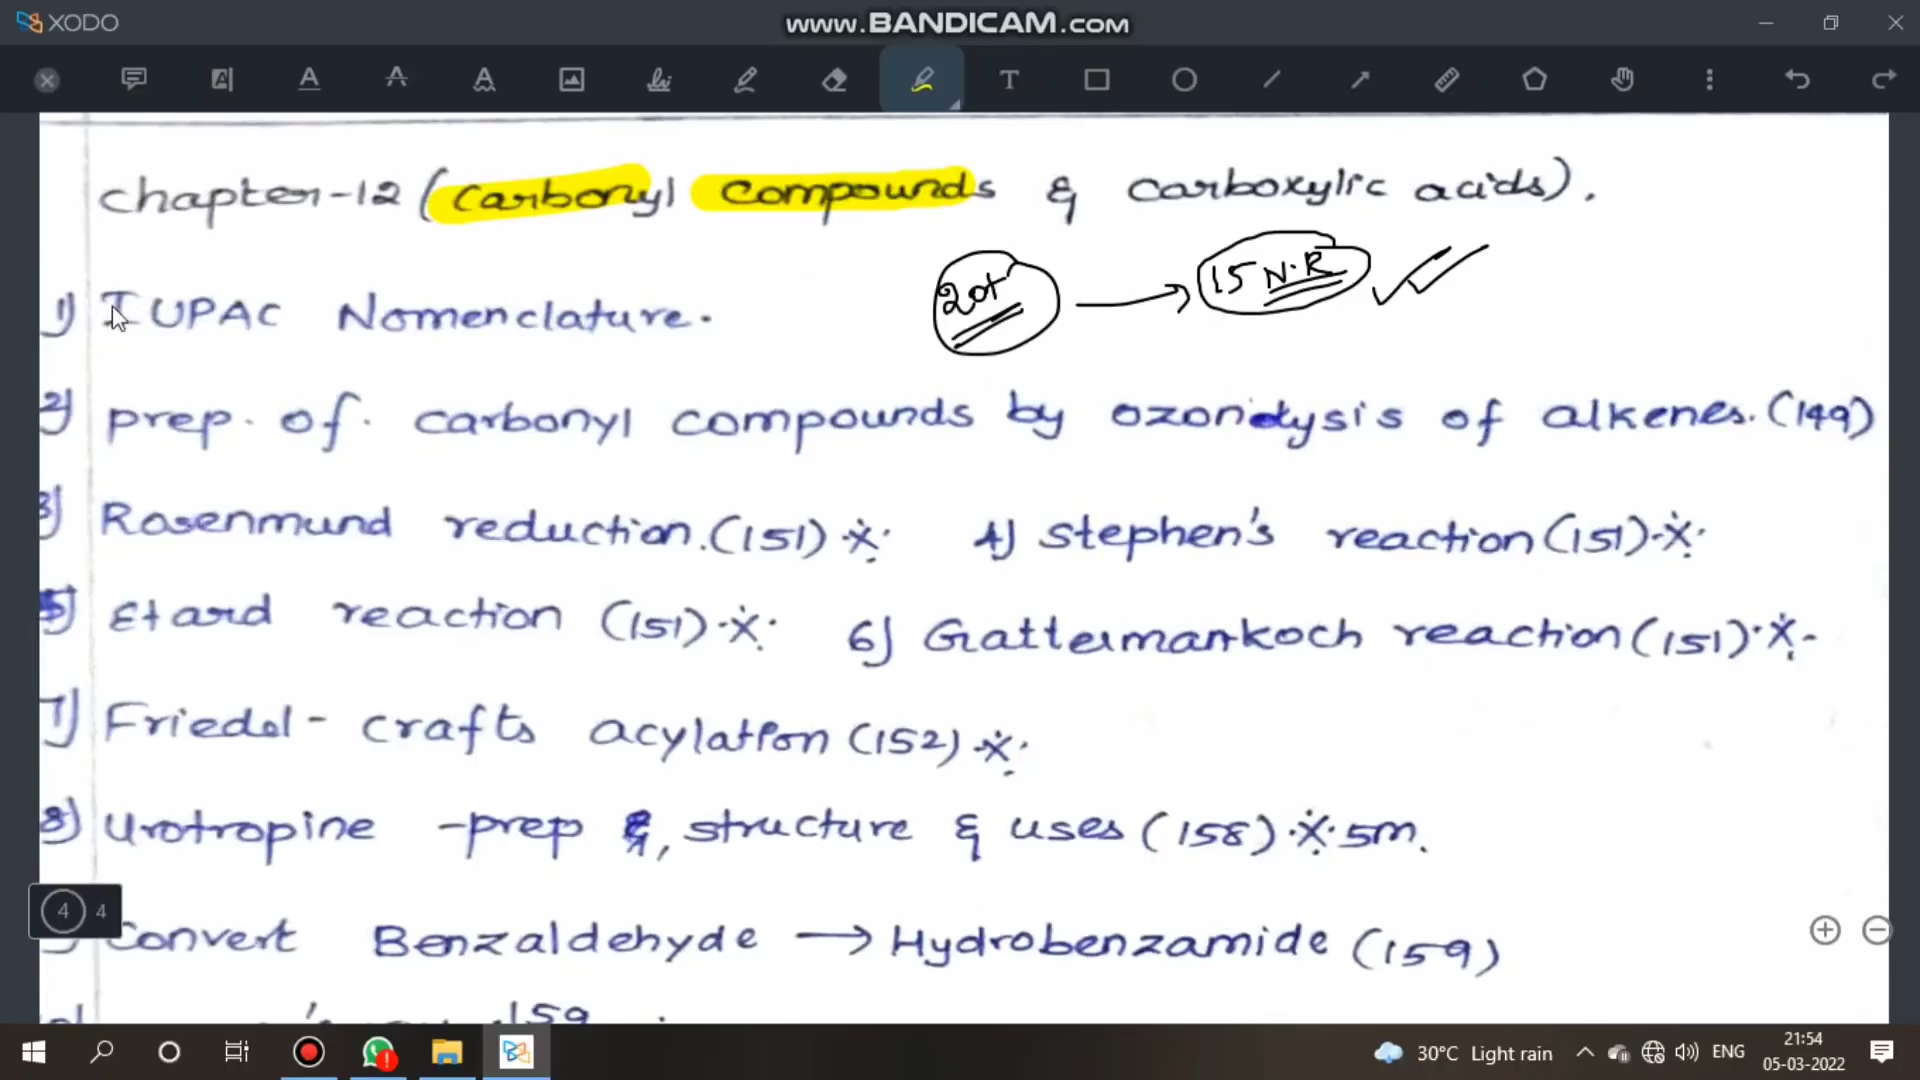 XODO
www.BANDICAM.com
chapter-12 (Carbonyl Compounds & Carboxylic acids).
20+ → 15 N.R
1) IUPAC Nomenclature.
2) prep. of. carbonyl compounds by ozonolysis of alkenes. (149)
3) Rosenmund reduction. (151) ※ 4) Stephen's reaction (151) ※
5) Etard reaction (151) ※ 6) Gattermankoch reaction (151) ※
7) Friedel-crafts acylation (152) ※
8) Urotropine -prep &, structure & uses (158) ※ 5m.
4 4
Convert Benzaldehyde → Hydrobenzamide (159)
159
30°C Light rain
ENG
21:54
05-03-2022